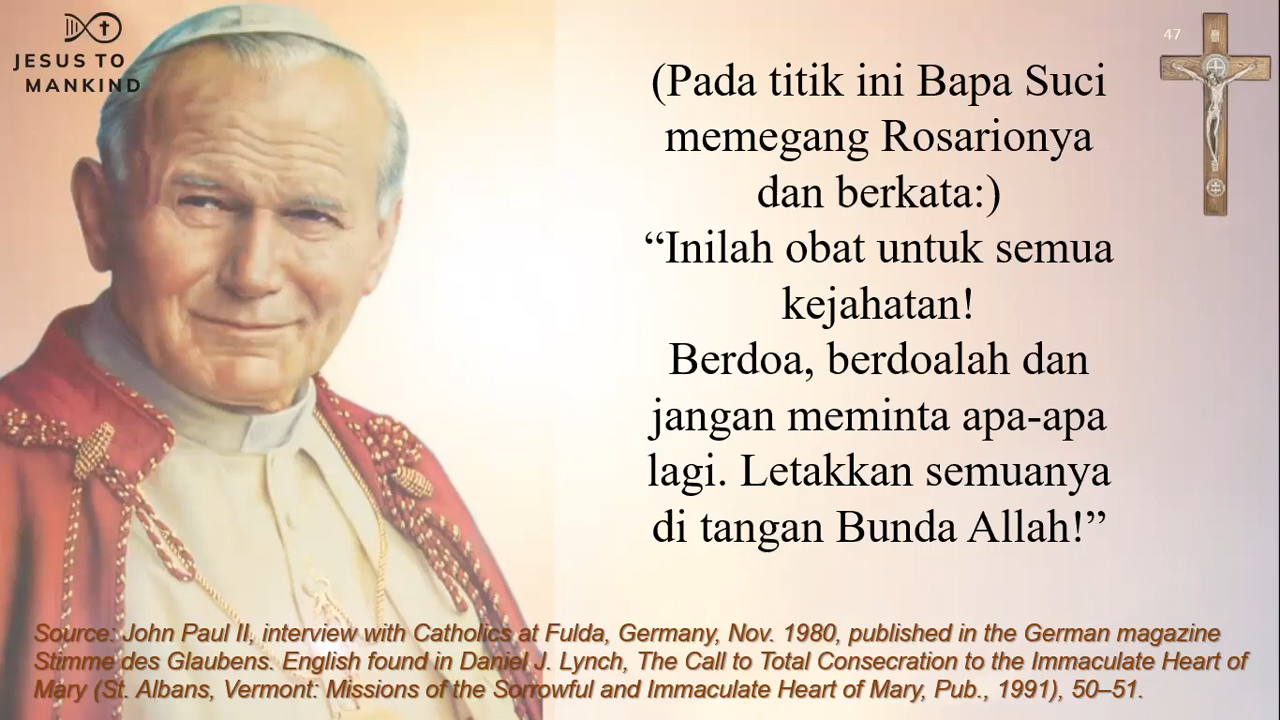 JESUS TO
MANKIND
47
(Pada titik ini Bapa Suci
memegang Rosarionya
dan berkata:)
“Inilah obat untuk semua
kejahatan!
Berdoa, berdoalah dan
jangan meminta apa-apa
lagi. Letakkan semuanya
di tangan Bunda Allah!”
Source: John Paul II, interview with Catholics at Fulda, Germany, Nov. 1980, published in the German magazine
Stimme des Glaubens. English found in Daniel J. Lynch, The Call to Total Consecration to the Immaculate Heart of
Mary (St. Albans, Vermont: Missions of the Sorrowful and Immaculate Heart of Mary, Pub., 1991), 50–51.